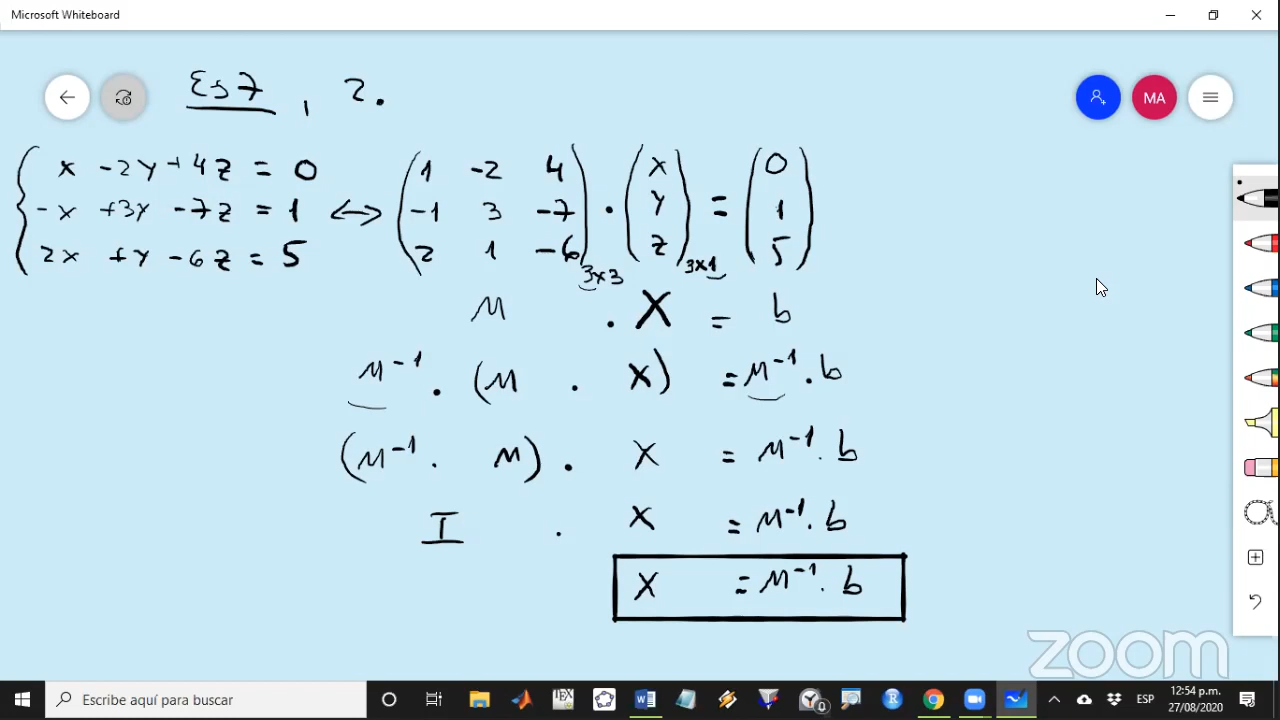 Microsoft Whiteboard
Es 7, 2.
MA
x -2y+4z = 0
-x +3y -7z = 1
2x +y -6z = 5
↔
1 -2 4
-1 3 -7
2 1 -6
3x3
·
x
y
z
3x1
=
0
1
5
M . X = b
M⁻¹ . (M . X) = M⁻¹ . b
(M⁻¹ . M) . X = M⁻¹ . b
I . X = M⁻¹ . b
X = M⁻¹ . b
zoom
Escribe aquí para buscar
ESP
12:54 p.m.
27/08/2020